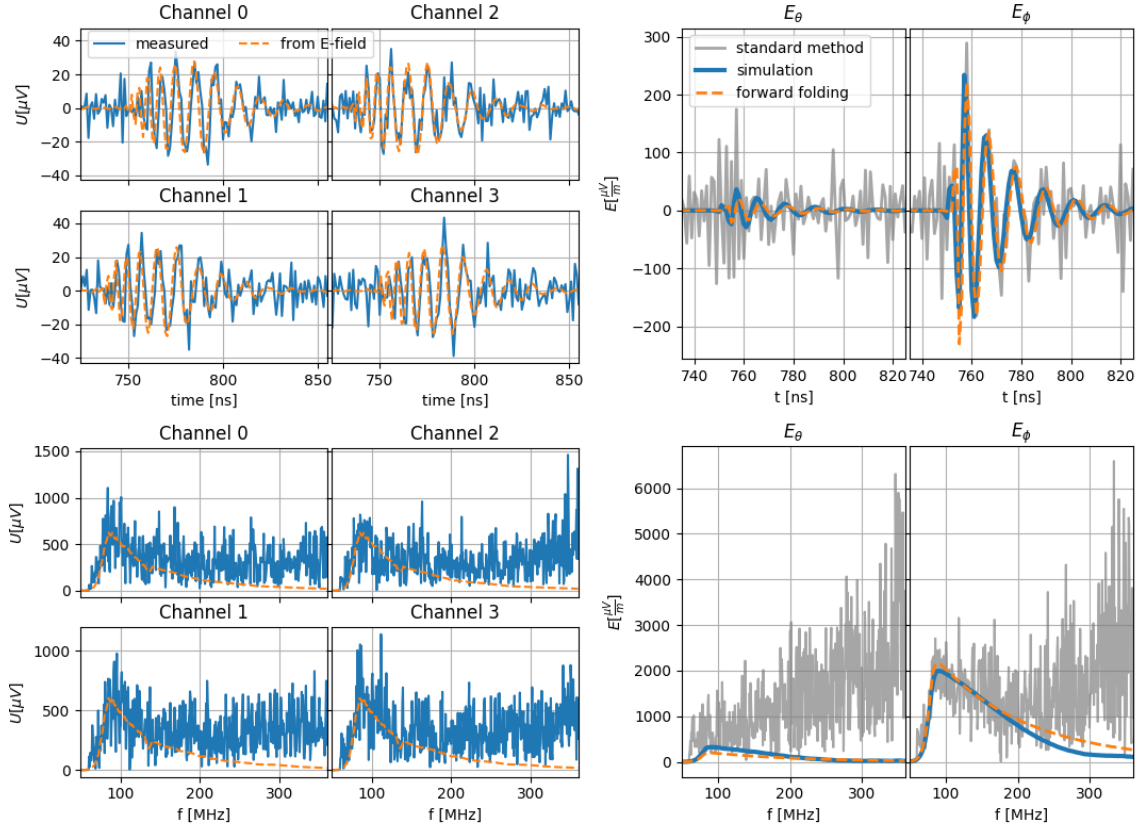 Channel 0
Channel 2
measured
from E-field
40
20
0
−20
−40
U[μV]
Channel 1
Channel 3
40
20
0
−20
−40
U[μV]
750
800
850
750
800
850
time [ns]
time [ns]
E_θ
E_ϕ
standard method
simulation
forward folding
300
200
100
0
−100
−200
E[μV/m]
740
760
780
800
820
740
760
780
800
820
t [ns]
t [ns]
Channel 0
Channel 2
1500
1000
500
0
U[μV]
Channel 1
Channel 3
1000
500
0
U[μV]
100
200
300
100
200
300
f [MHz]
f [MHz]
E_θ
E_ϕ
6000
5000
4000
3000
2000
1000
0
E[μV/m]
100
200
300
100
200
300
f [MHz]
f [MHz]